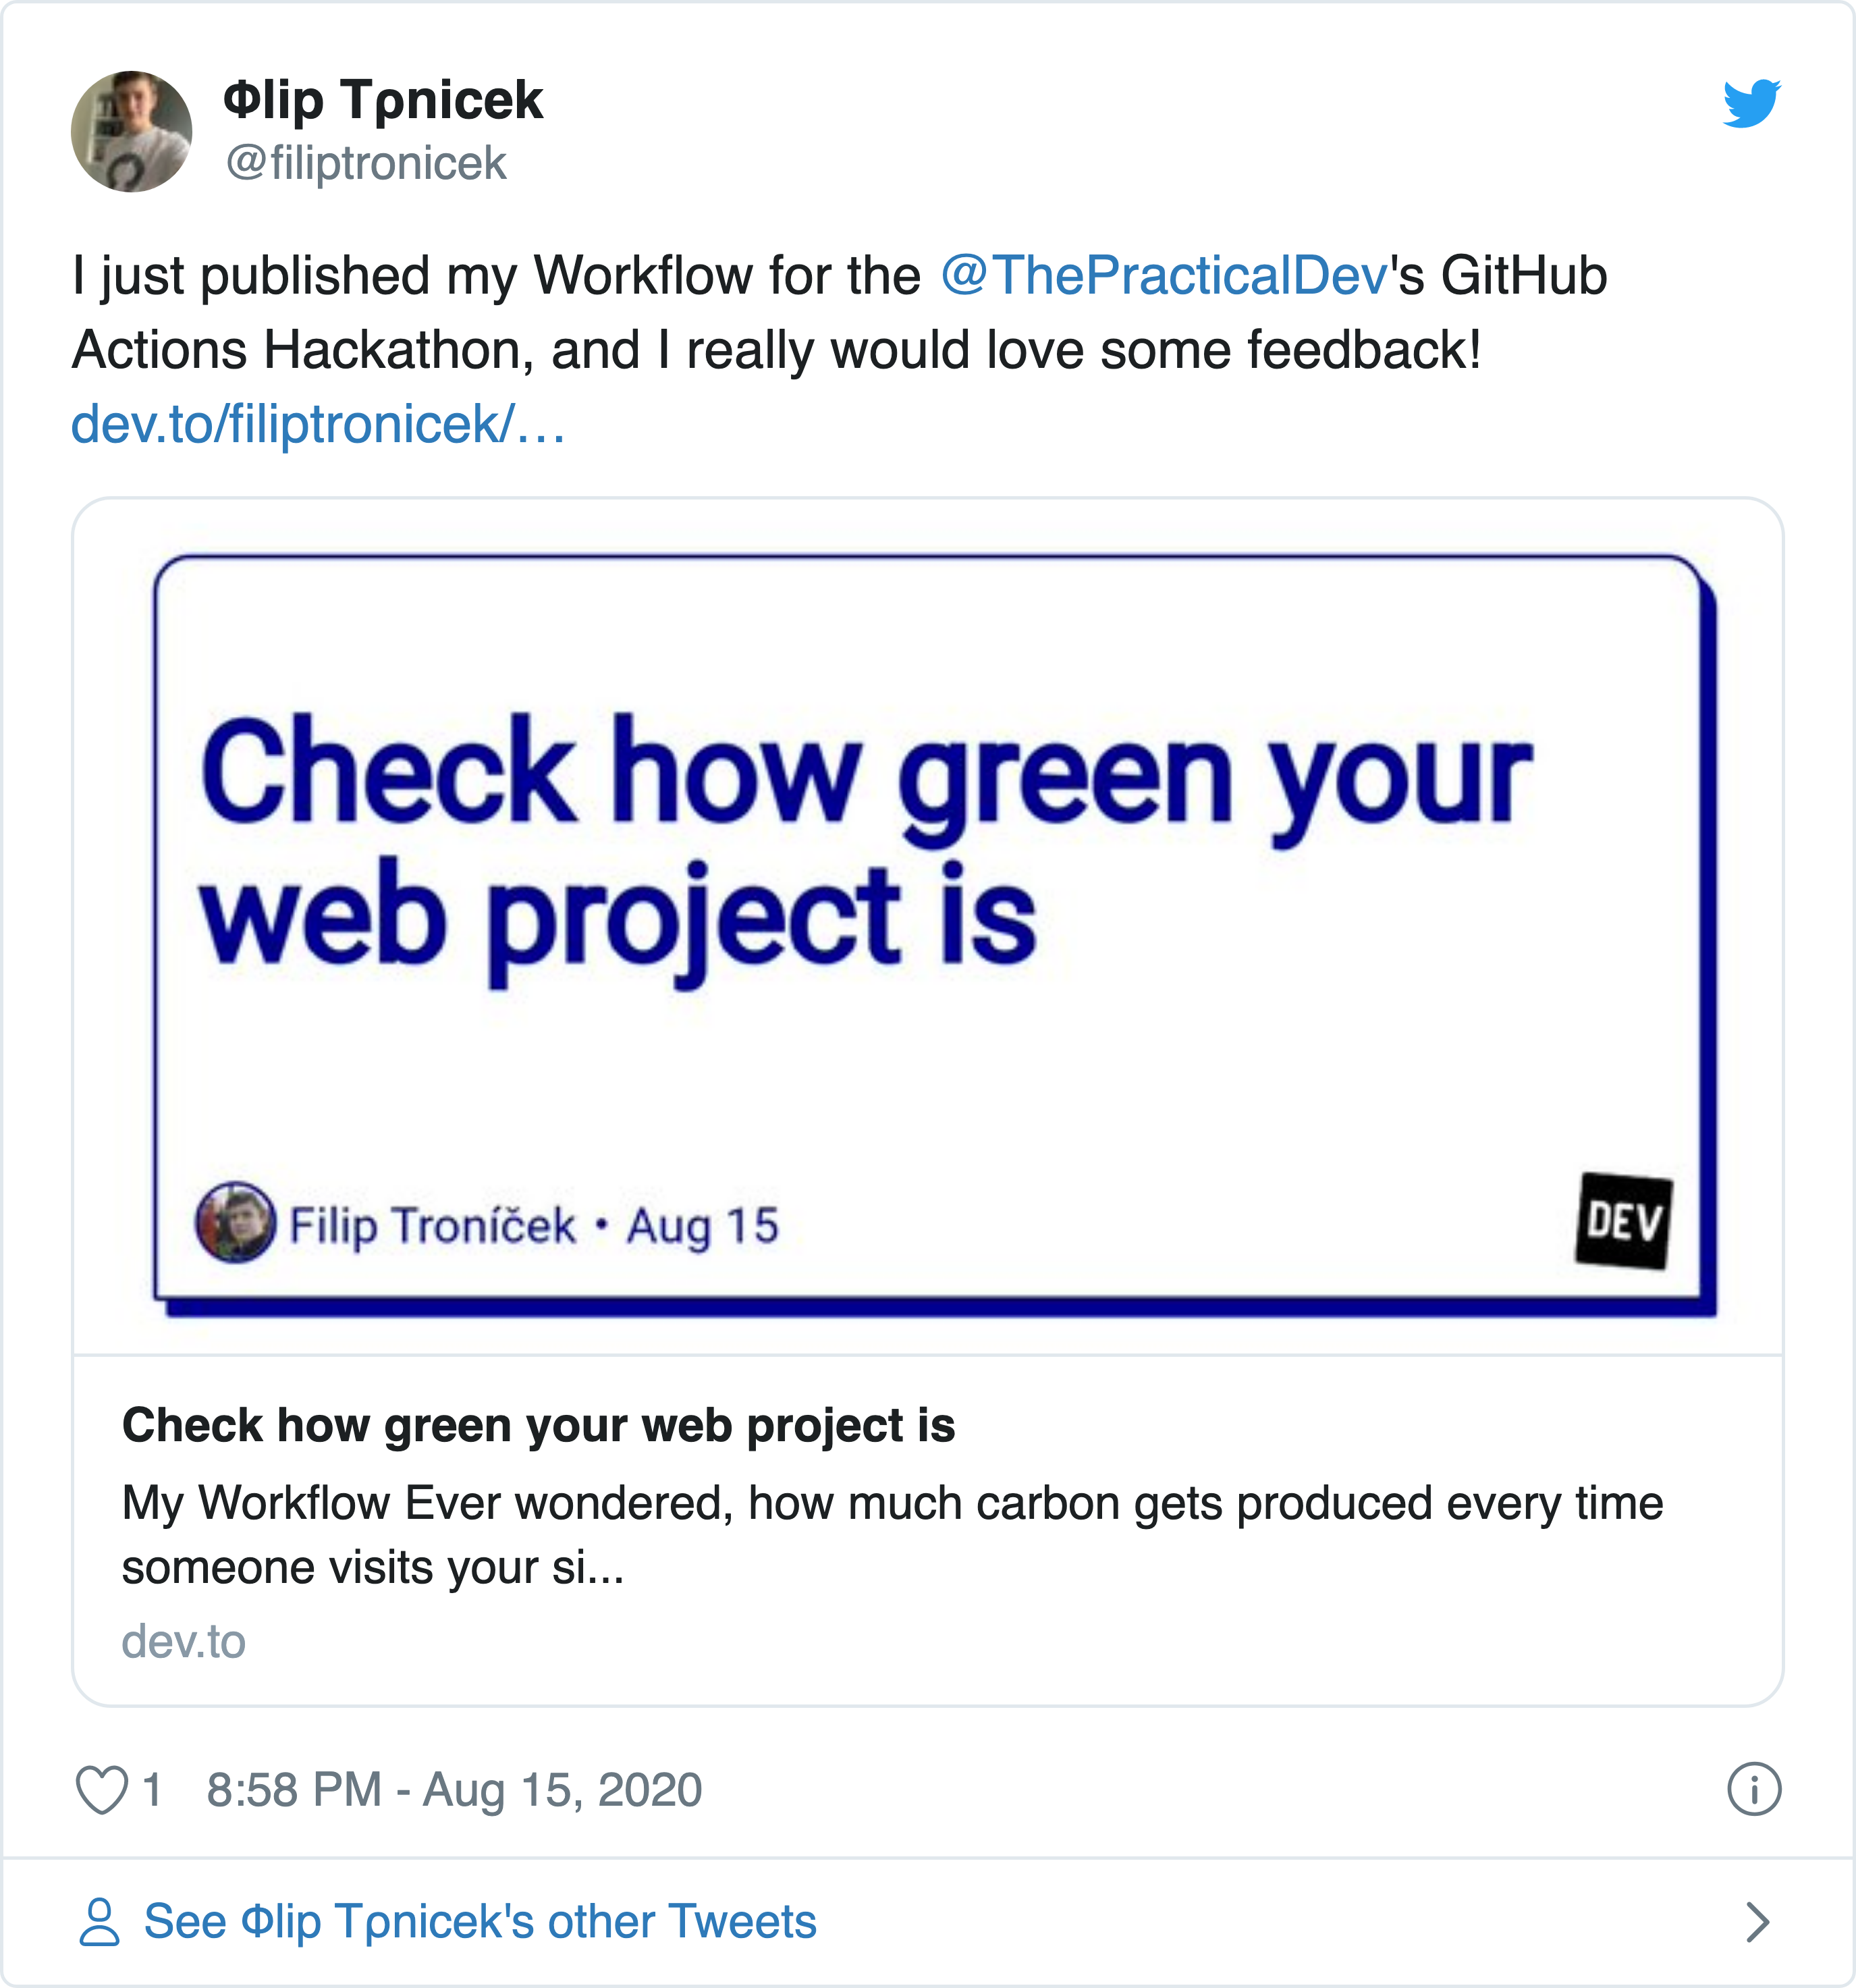 Φlip Tρnicek
@filiptronicek
I just published my Workflow for the @ThePracticalDev's GitHub
Actions Hackathon, and I really would love some feedback!
dev.to/filiptronicek/…
Check how green your
web project is
Filip Troníček • Aug 15
DEV
Check how green your web project is
My Workflow Ever wondered, how much carbon gets produced every time
someone visits your si...
dev.to
1 8:58 PM - Aug 15, 2020
See Φlip Tρnicek's other Tweets